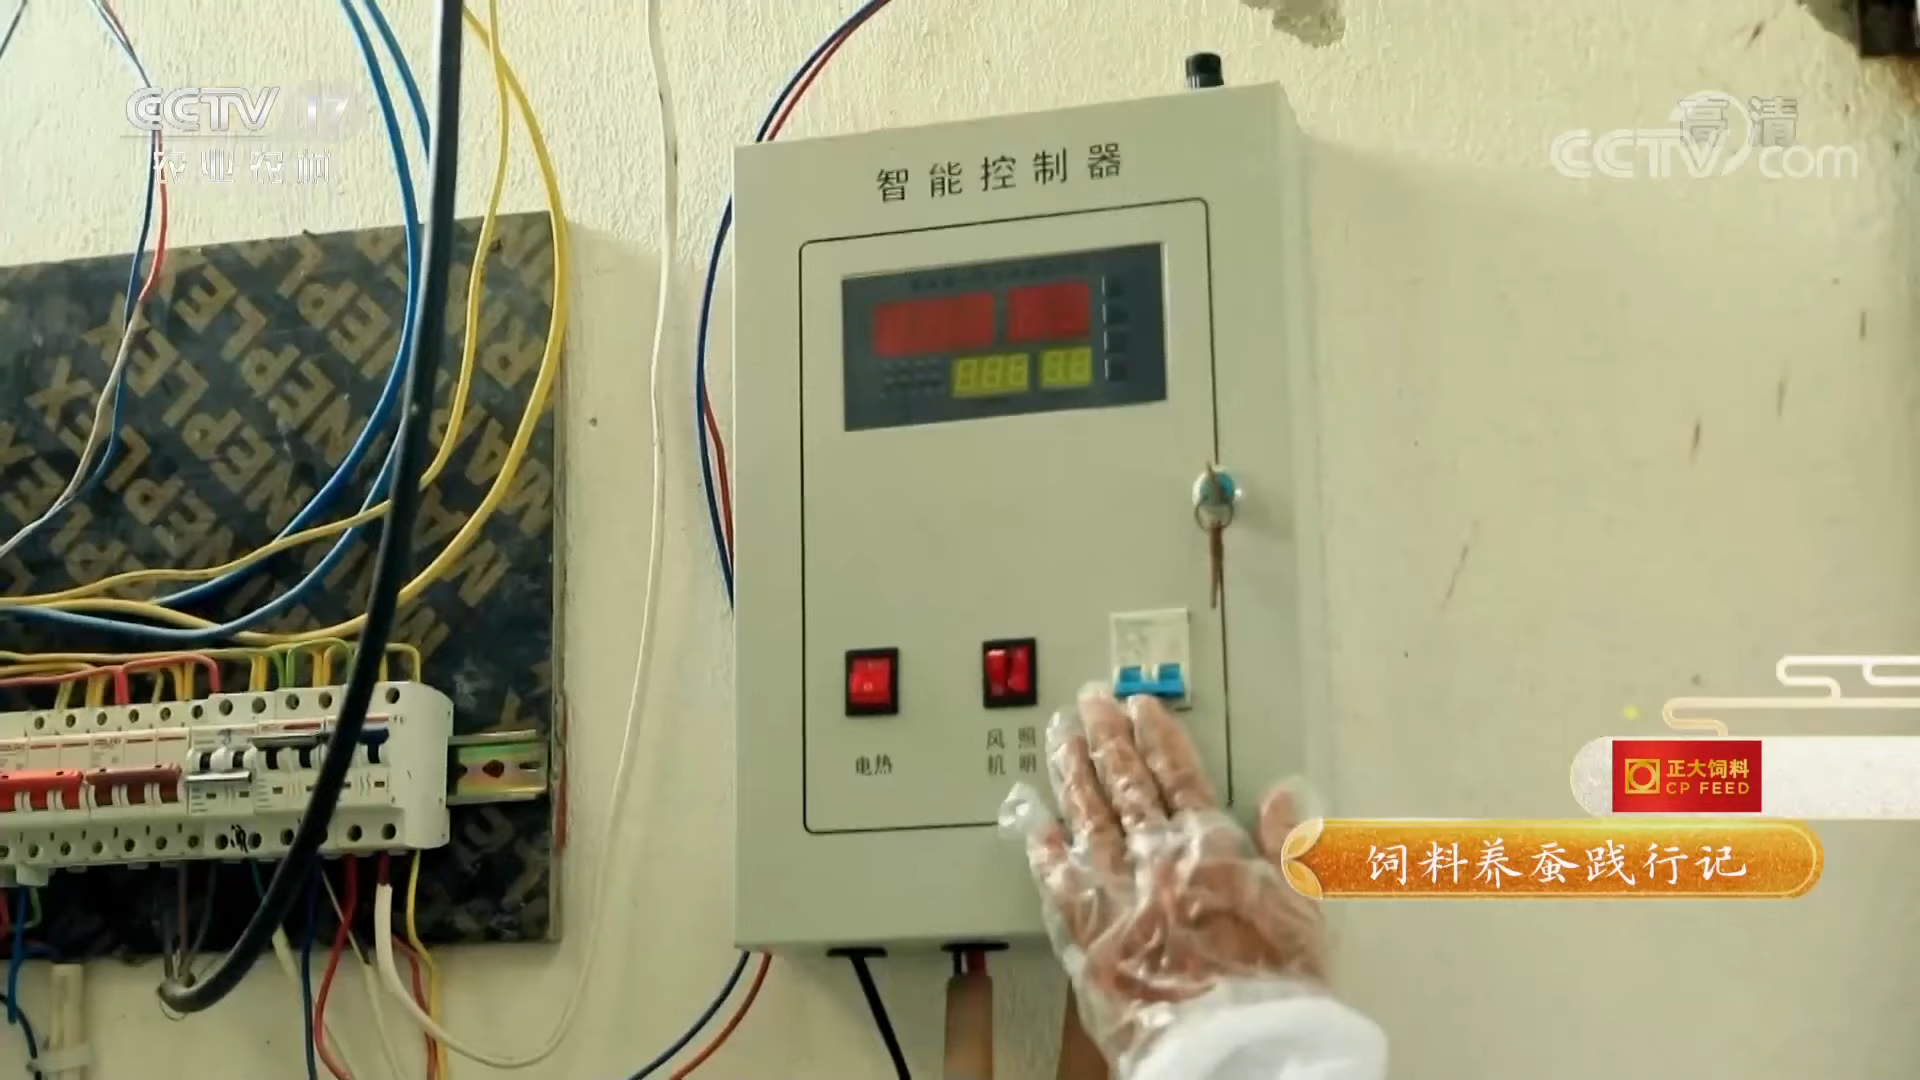 CCTV 17
农业农村
高清
CCTV.com
智能控制器
MARINEPLEX
MARINEPLEX
电热
风机
照明
正大饲料
CP FEED
饲料养蚕践行记